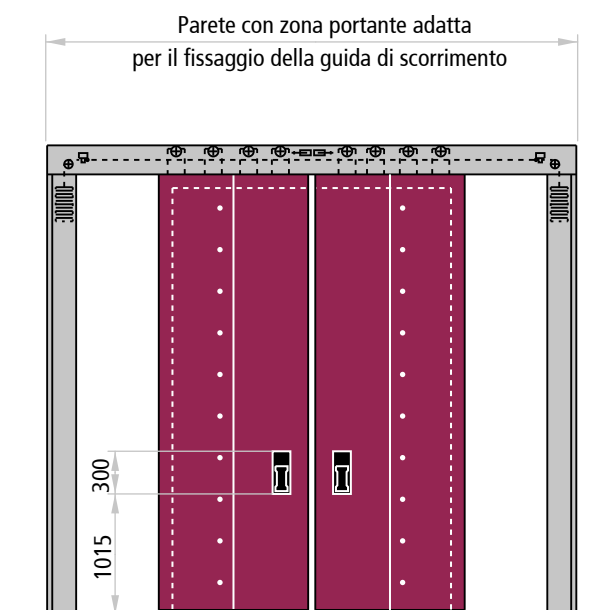 Parete con zona portante adatta
per il fissaggio della guida di scorrimento
300
1015